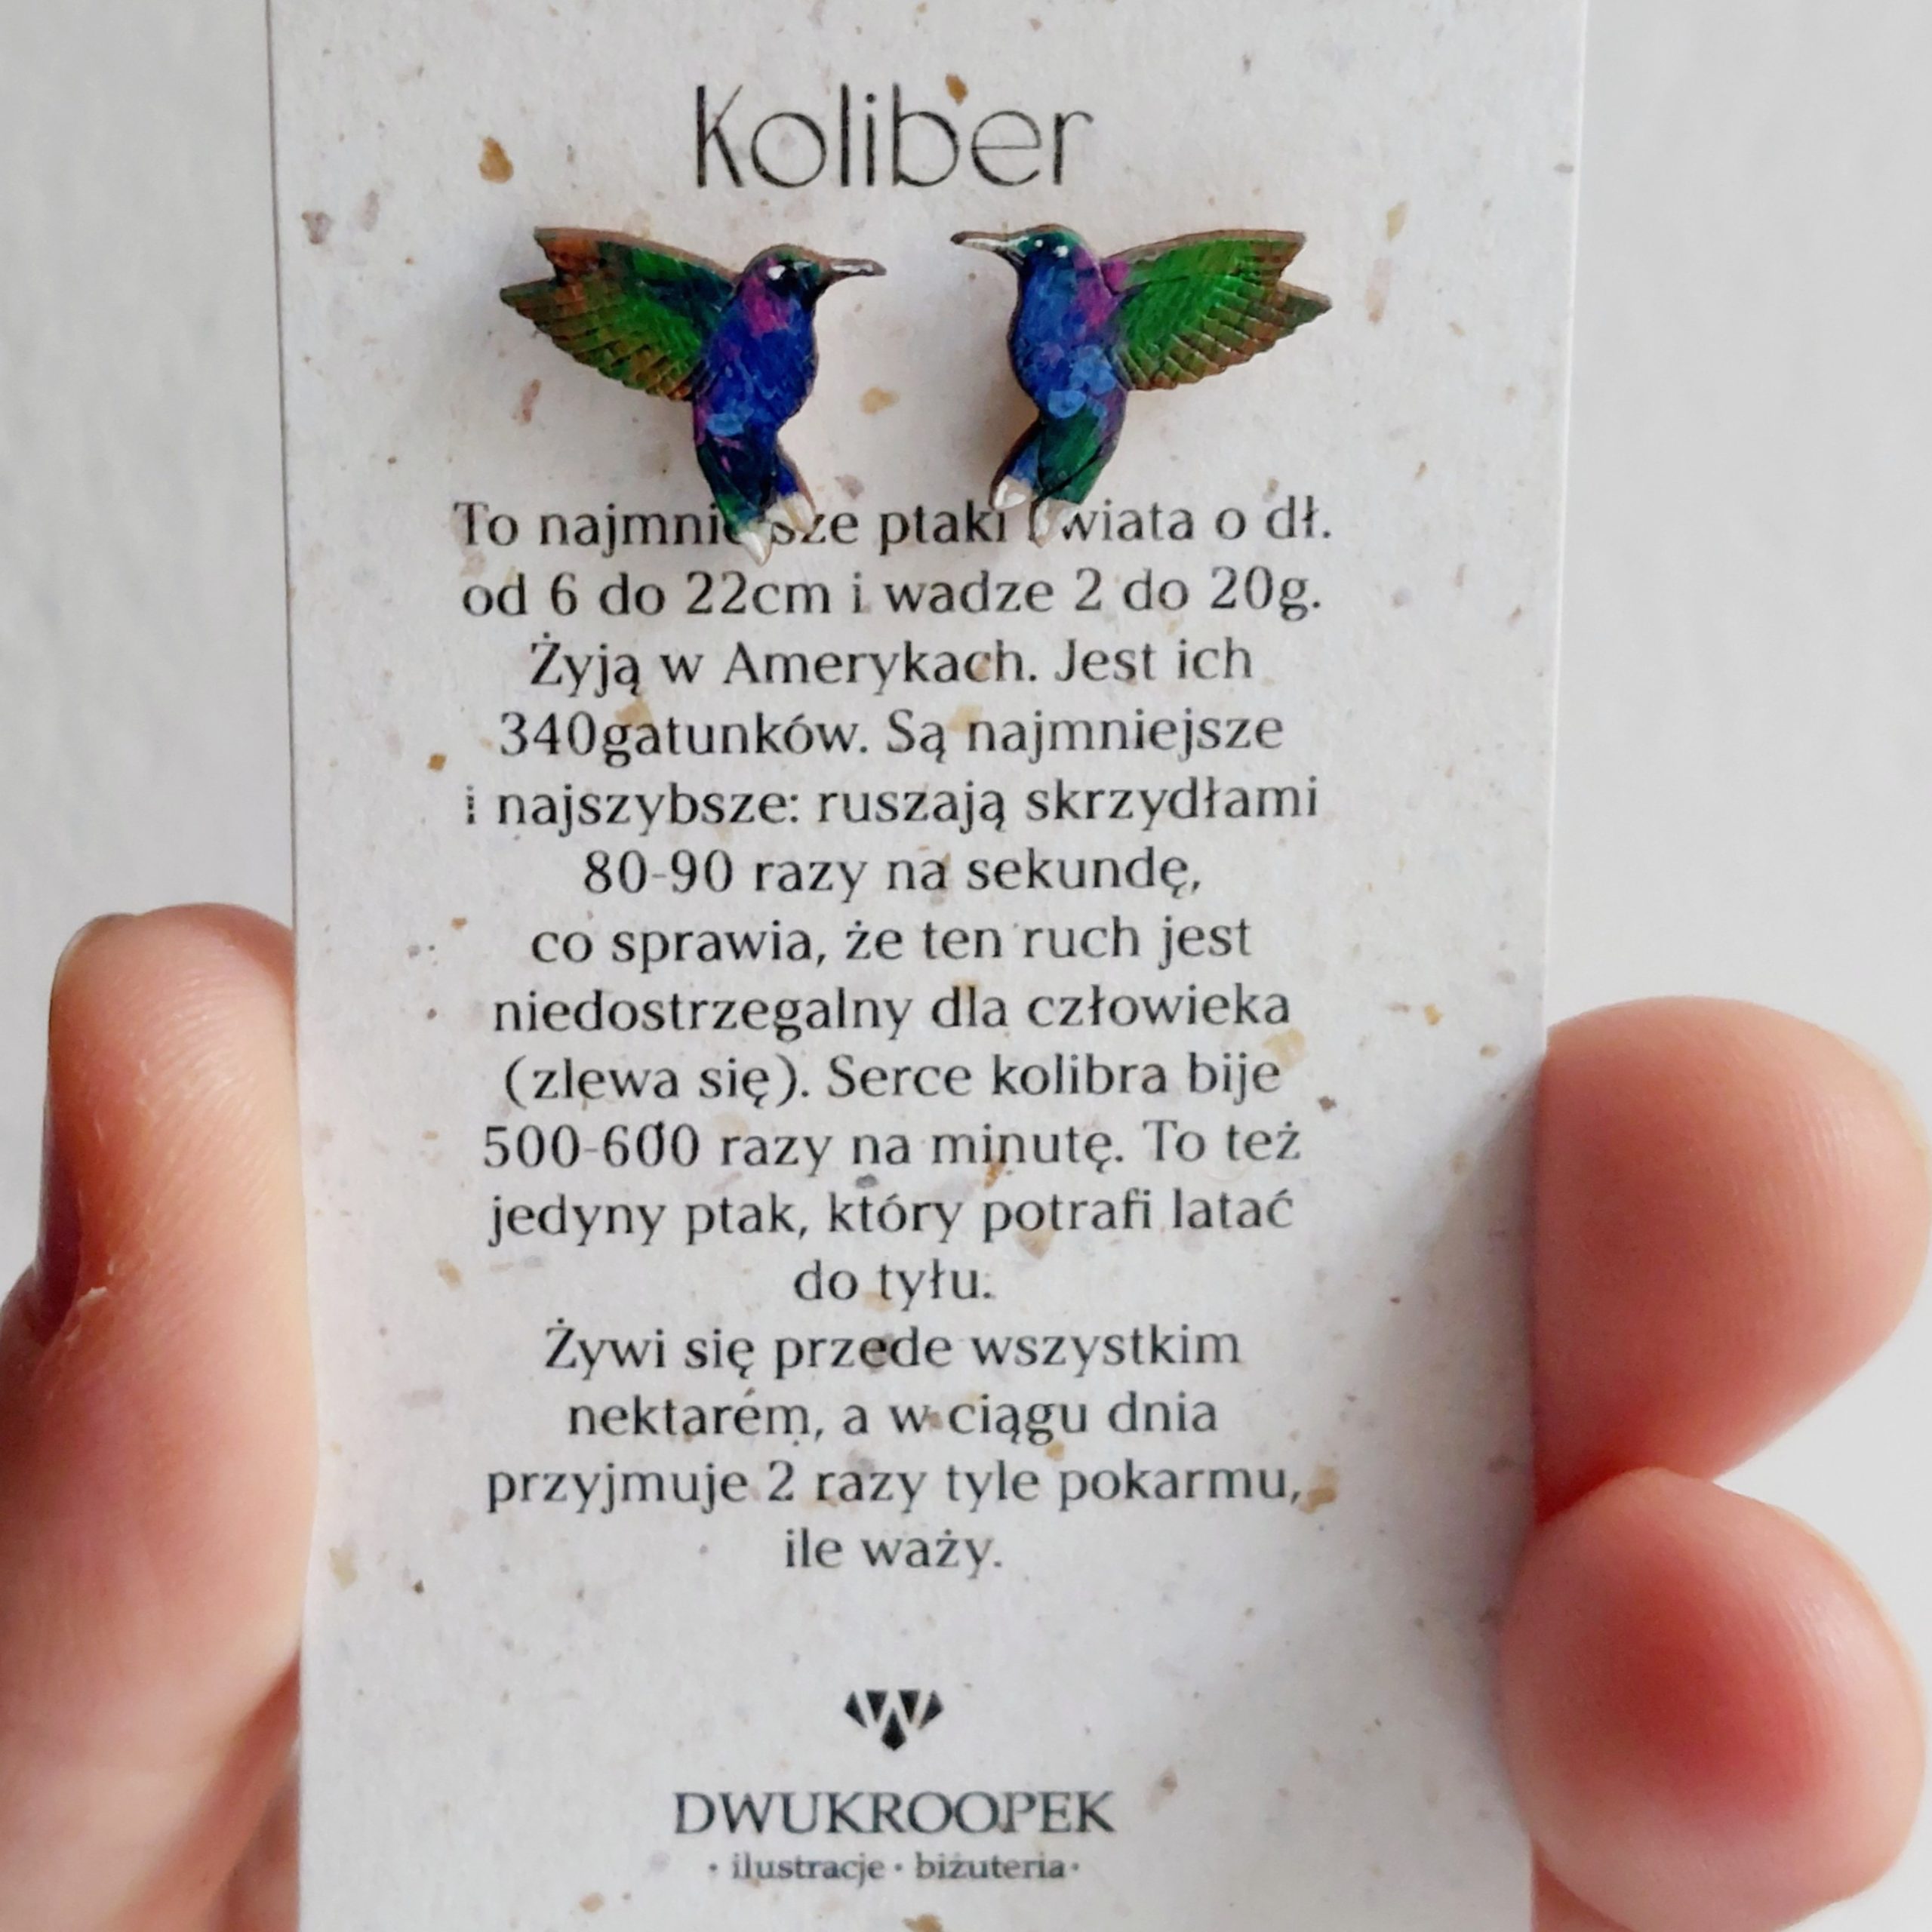 Koliber
To ptaki o dł.
od 6 do 22cm i wadze 2 do 20g.
Żyją w Amerykach. Jest ich
340gatunków. Są najmniejsze
i najszybsze: ruszają skrzydłami
80-90 razy na sekundę,
co sprawia, że ten ruch jest
niedostrzegalny dla człowieka
(zlewa się). Serce kolibra bije
500-600 razy na minutę. To też
jedyny ptak, który potrafi latać
do tyłu.
Żywi się przede wszystkim
nektarem, a w ciągu dnia
przyjmuje 2 razy tyle pokarmu,
ile waży.
DWUKROOPEK
· ilustracje · biżuteria ·